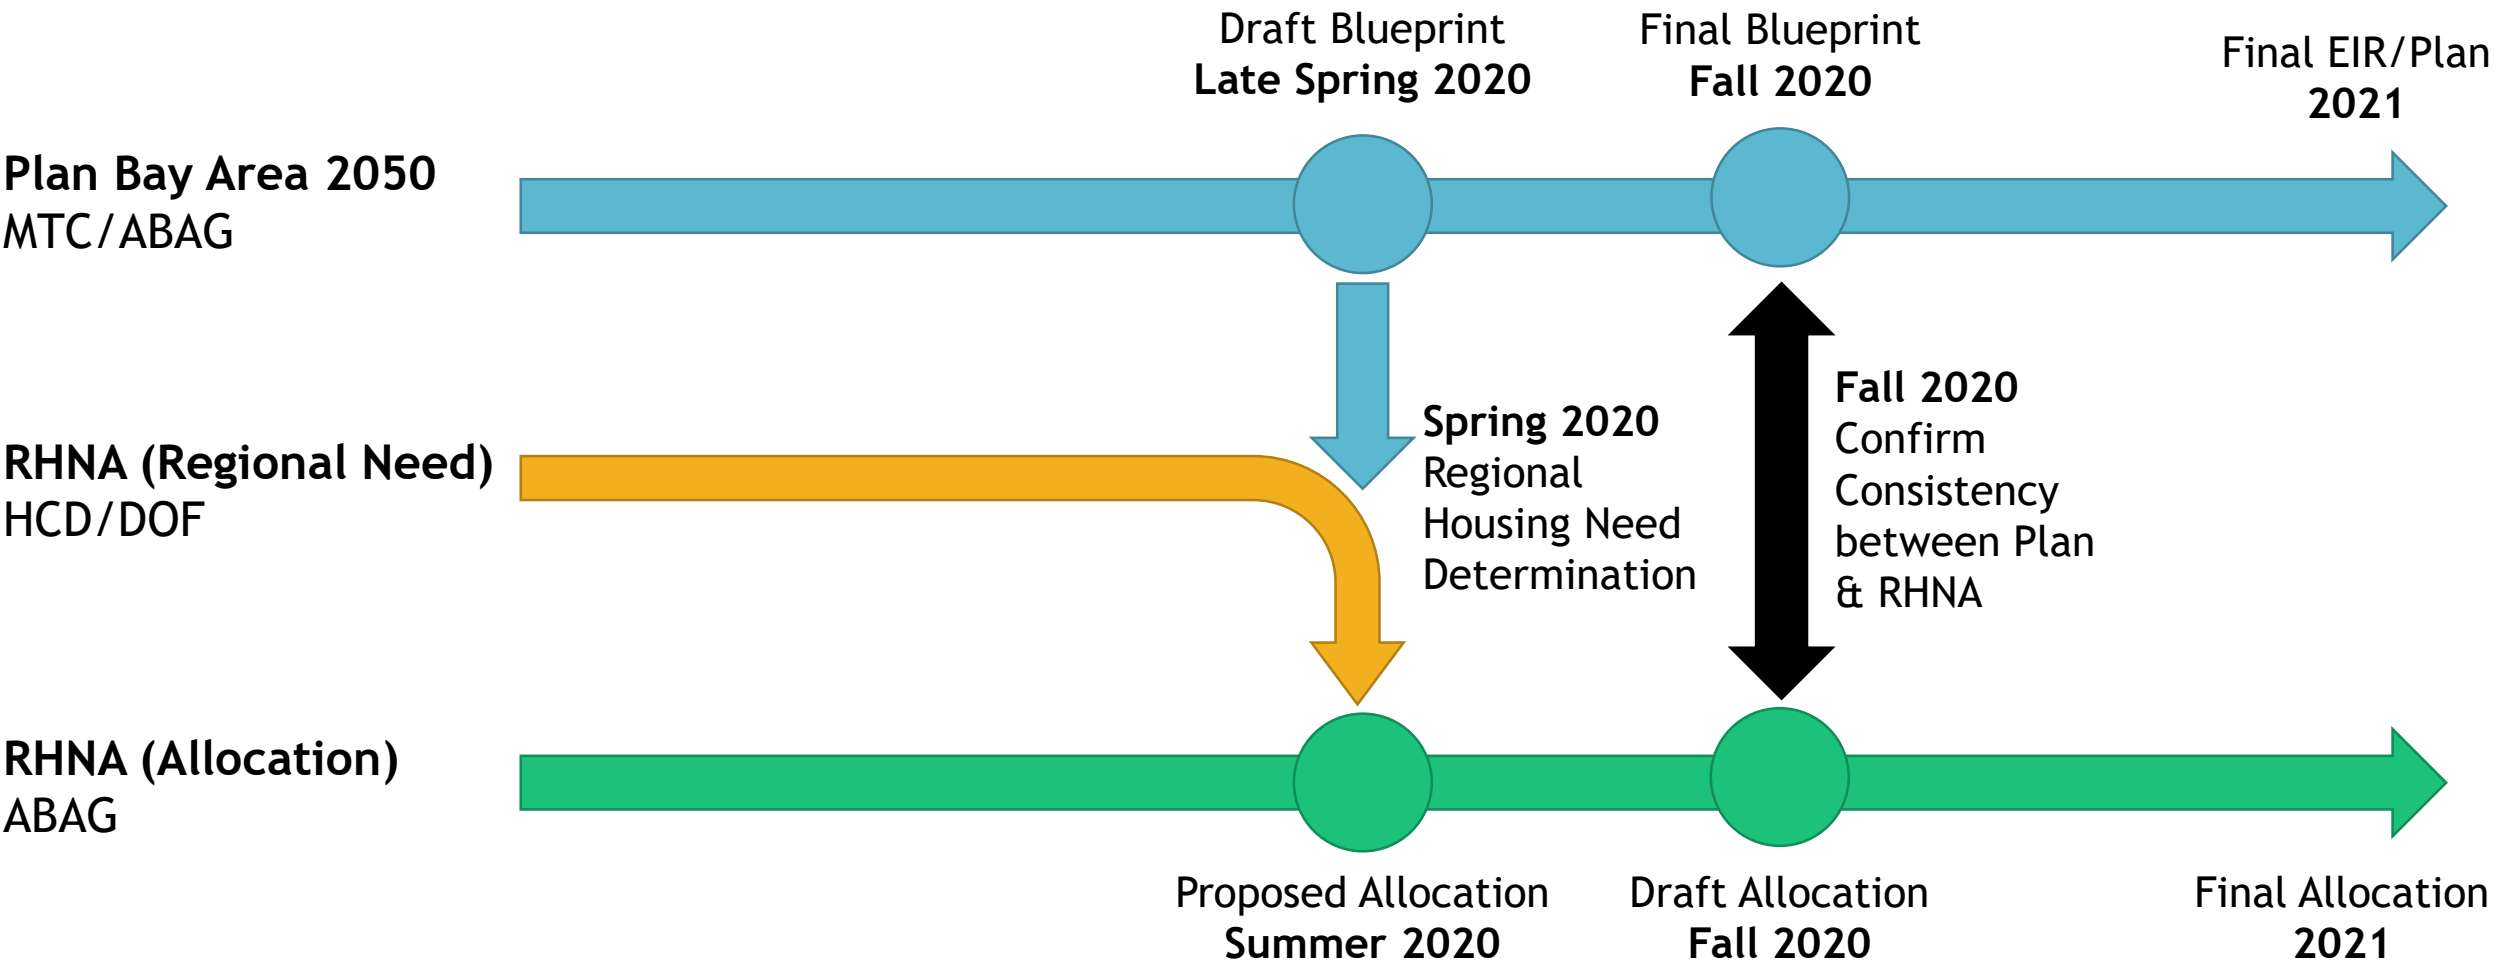 Draft Blueprint
Late Spring 2020
Final Blueprint
Fall 2020
Final EIR/Plan
2021
Plan Bay Area 2050
MTC/ABAG
RHNA (Regional Need)
HCD/DOF
Spring 2020
Regional
Housing Need
Determination
Fall 2020
Confirm
Consistency
between Plan
& RHNA
RHNA (Allocation)
ABAG
Proposed Allocation
Summer 2020
Draft Allocation
Fall 2020
Final Allocation
2021